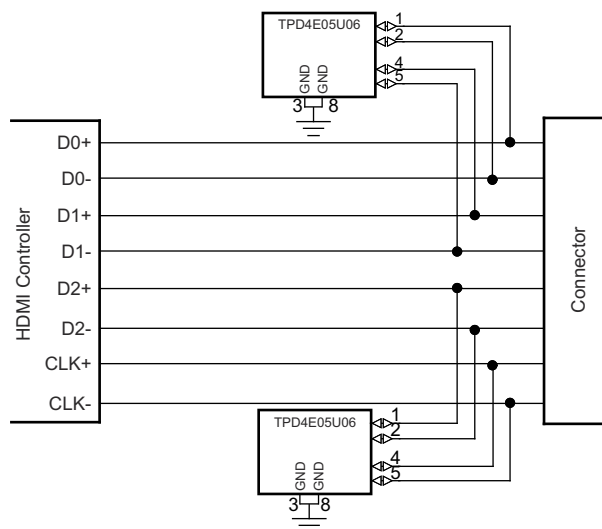 TPD4E05U06
1
2
4
5
GND
GND
3
8
HDMI Controller
D0+
D0-
D1+
D1-
D2+
D2-
CLK+
CLK-
Connector
TPD4E05U06
1
2
4
5
GND
GND
3
8